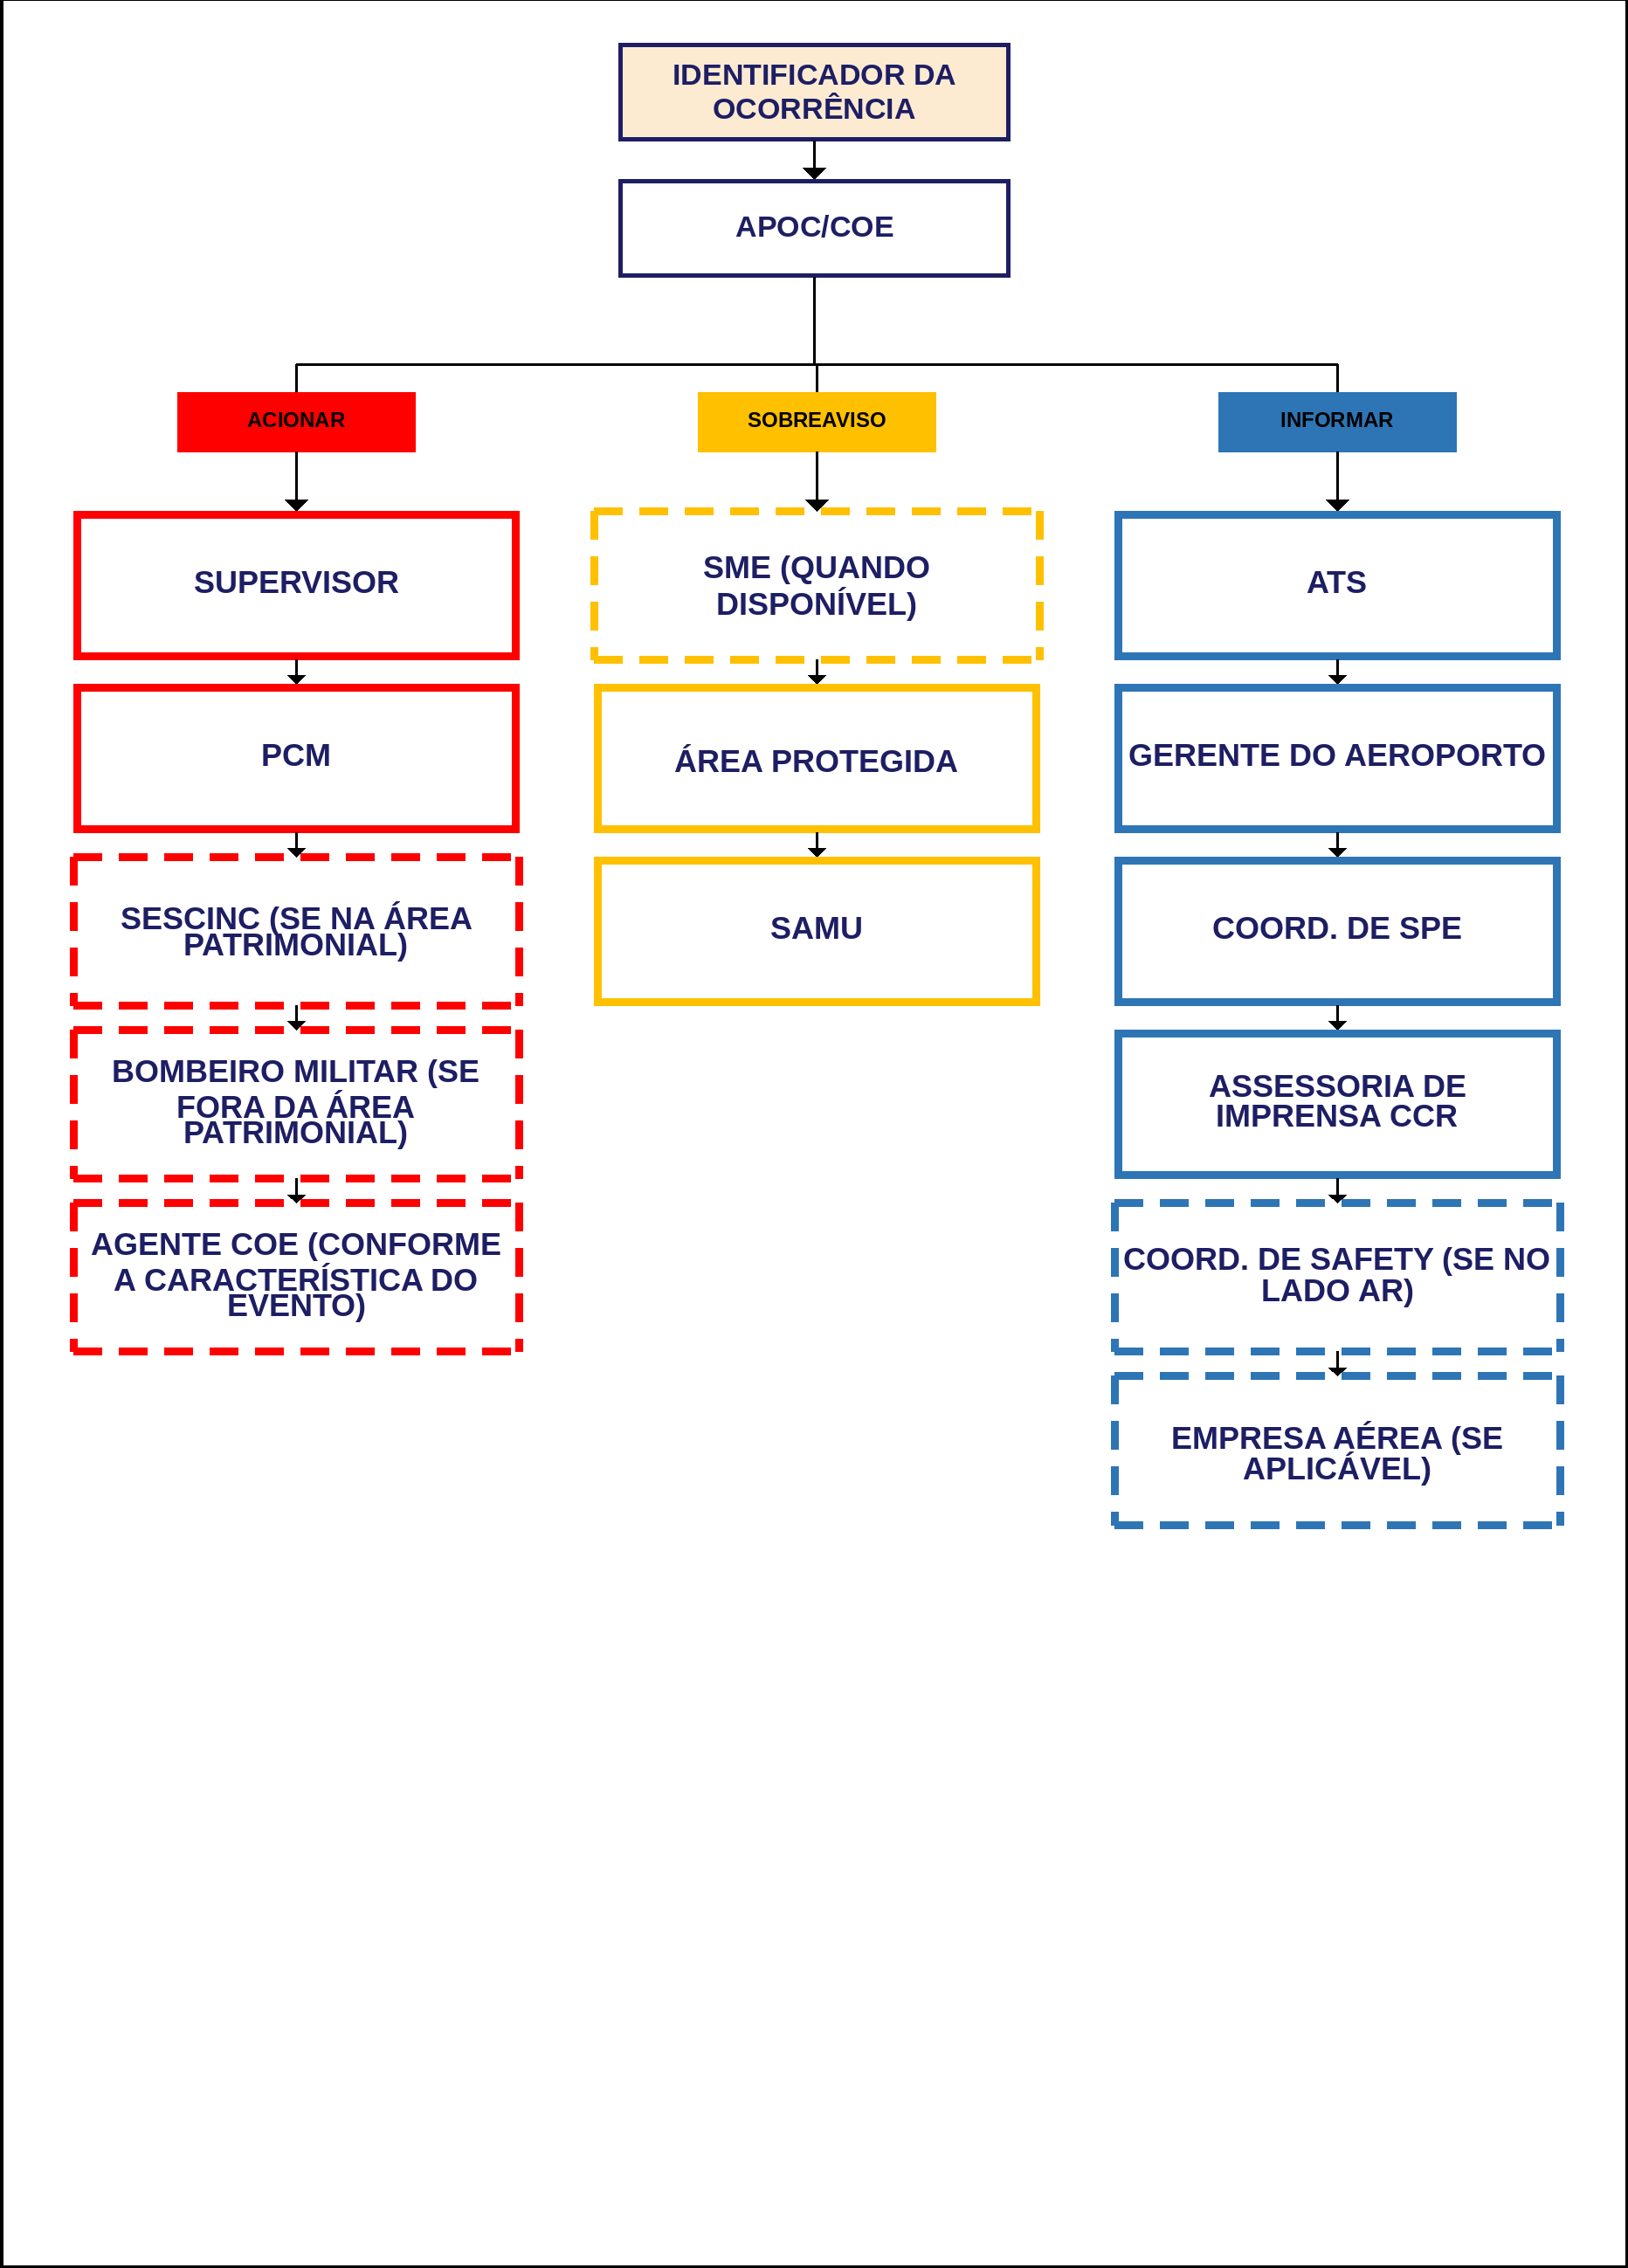 IDENTIFICADOR DA
OCORRÊNCIA
APOC/COE
ACIONAR
SOBREAVISO
INFORMAR
SUPERVISOR
PCM
SESCINC (SE NA ÁREA
PATRIMONIAL)
BOMBEIRO MILITAR (SE
FORA DA ÁREA
PATRIMONIAL)
AGENTE COE (CONFORME
A CARACTERÍSTICA DO
EVENTO)
SME (QUANDO
DISPONÍVEL)
ÁREA PROTEGIDA
SAMU
ATS
GERENTE DO AEROPORTO
COORD. DE SPE
ASSESSORIA DE
IMPRENSA CCR
COORD. DE SAFETY (SE NO
LADO AR)
EMPRESA AÉREA (SE
APLICÁVEL)